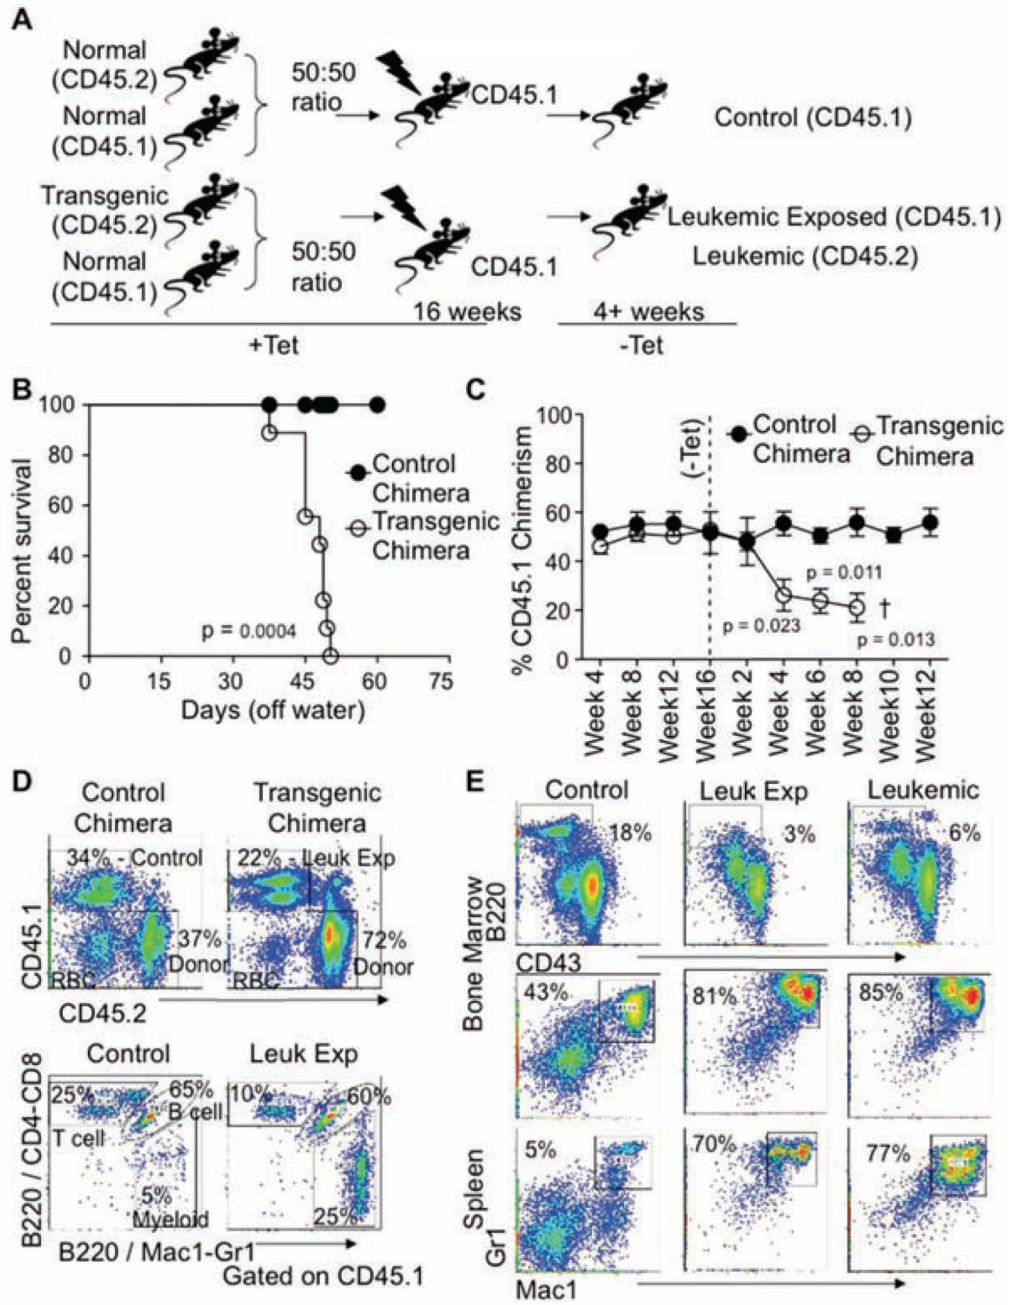 A
Normal
(CD45.2)
Normal
(CD45.1)
50:50
ratio
CD45.1
Control (CD45.1)
Transgenic
(CD45.2)
Normal
(CD45.1)
50:50
ratio
CD45.1
Leukemic Exposed (CD45.1)
Leukemic (CD45.2)
16 weeks
4+ weeks
+Tet
-Tet
B
Percent survival
100
80
60
40
20
0
Control
Chimera
Transgenic
Chimera
p = 0.0004
0 15 30 45 60 75
Days (off water)
C
% CD45.1 Chimerism
100
80
60
40
20
0
(-Tet)
Control
Chimera
Transgenic
Chimera
p = 0.011
p = 0.023
†
p = 0.013
Week 4
Week 8
Week12
Week16
Week 2
Week 4
Week 6
Week 8
Week10
Week12
D
Control
Chimera
Transgenic
Chimera
34% - Control
22% - Leuk Exp
CD45.1
37%
Donor
72%
Donor
RBC
RBC
CD45.2
Control
Leuk Exp
B220 / CD4-CD8
25%
65%
B cell
T cell
5%
Myeloid
10%
60%
25%
B220 / Mac1-Gr1
Gated on CD45.1
E
Control
Leuk Exp
Leukemic
Bone Marrow
B220
18%
3%
6%
CD43
43%
81%
85%
Spleen
Gr1
5%
70%
77%
Mac1